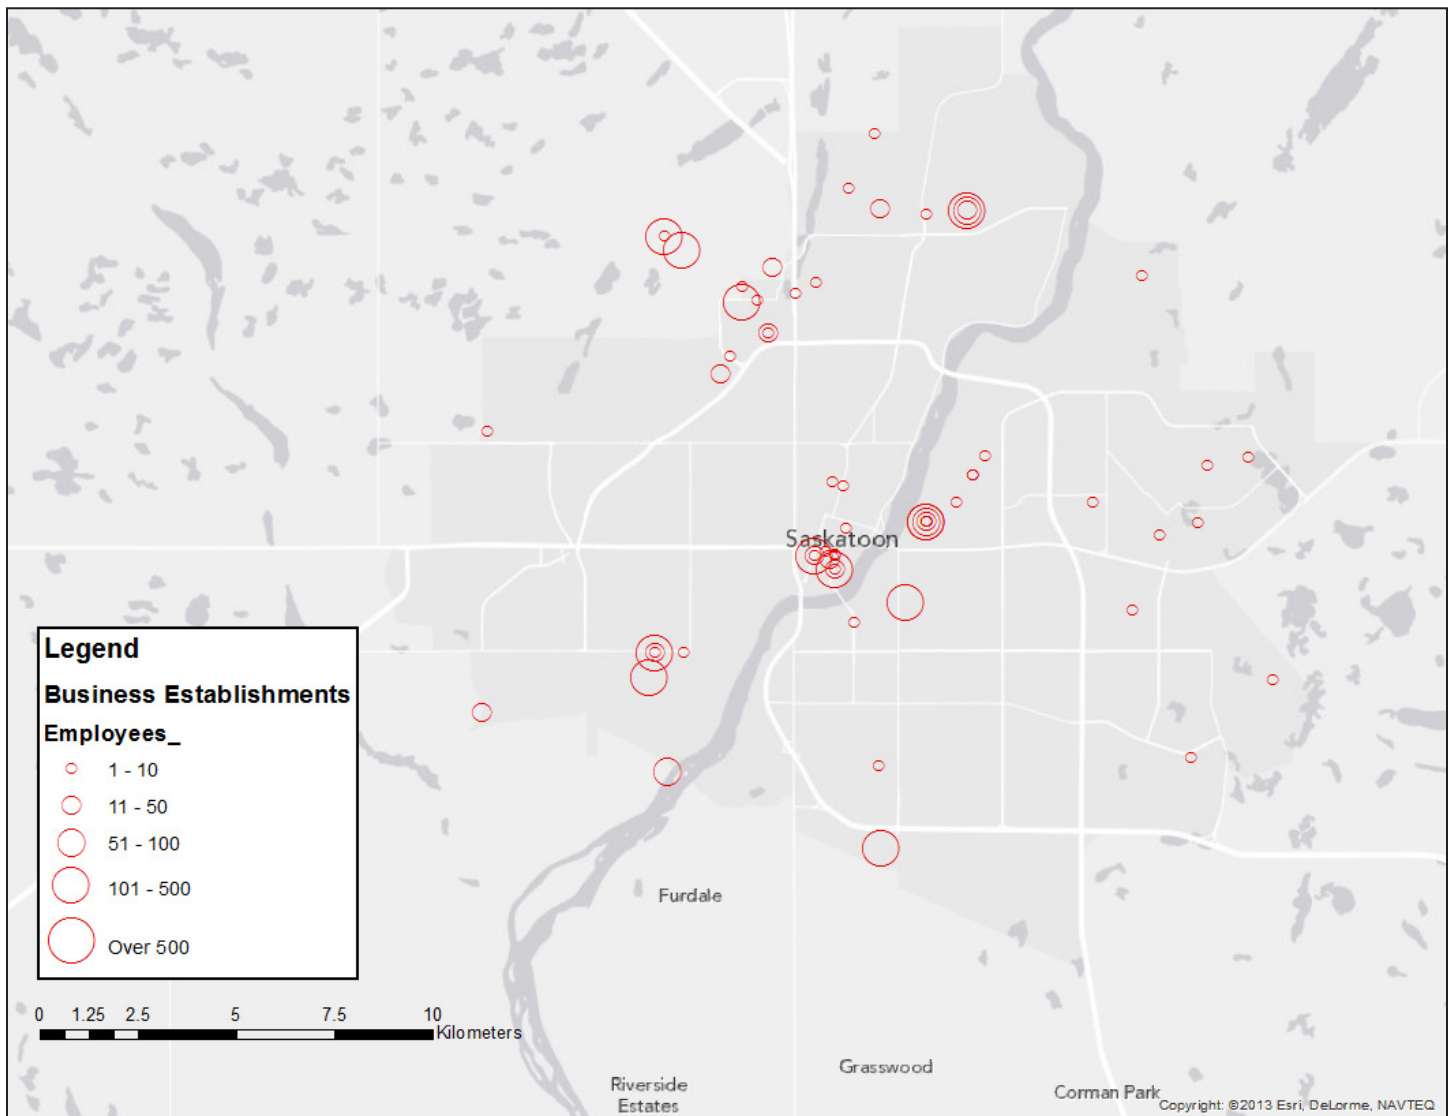 Saskatoon
Legend
Business Establishments
Employees_
1 - 10
11 - 50
51 - 100
101 - 500
Over 500
Furdale
0 1.25 2.5 5 7.5 10
Kilometers
Grasswood
Riverside
Estates
Corman Park
Copyright: ©2013 Esri, DeLorme, NAVTEQ